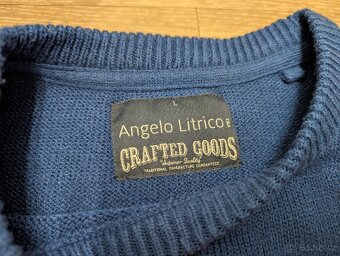 L
Angelo Litrico
CRAFTED GOODS
"Superior Quality"
TRADITIONAL MANUFACTURE GUARANTEED